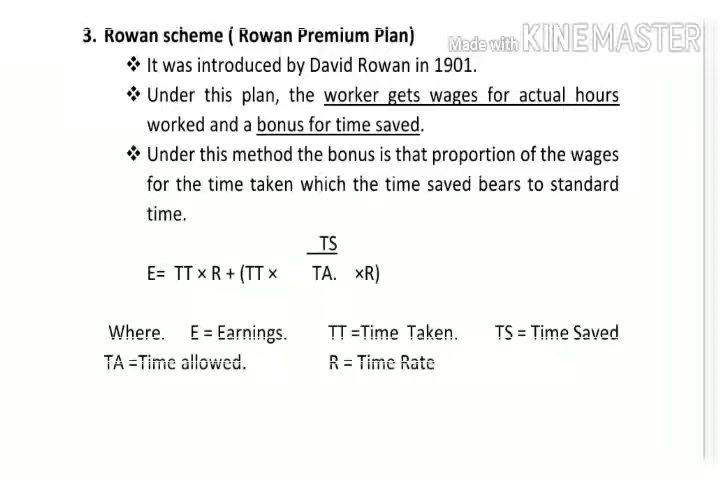 3. Rowan scheme ( Rowan Premium Plan)
Made with KINEMASTER
❖ It was introduced by David Rowan in 1901.
❖ Under this plan, the worker gets wages for actual hours
worked and a bonus for time saved.
❖ Under this method the bonus is that proportion of the wages
for the time taken which the time saved bears to standard
time.
TS
E= TT × R + (TT × TA. ×R)
Where. E = Earnings. TT =Time Taken. TS = Time Saved
TA =Time allowed. R = Time Rate